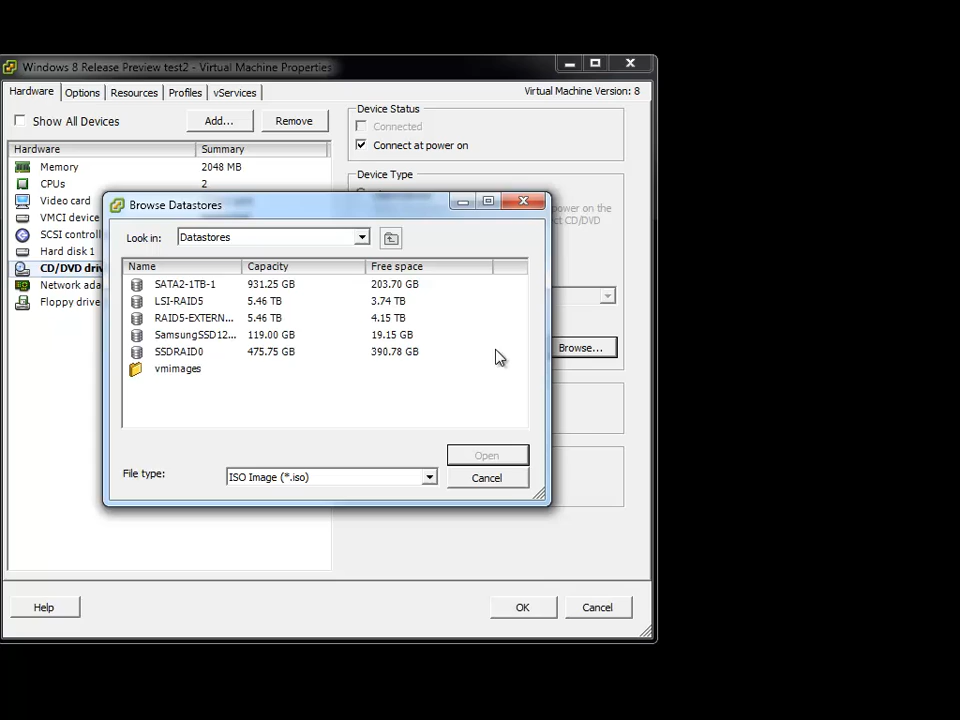 Windows 8 Release Preview test2 - Virtual Machine Properties
Hardware Options Resources Profiles vServices Virtual Machine Version: 8
Show All Devices Add... Remove
Hardware Summary
Memory 2048 MB
CPUs 2
Video card
VMCI device
SCSI controll
Hard disk 1
CD/DVD driv
Network ada
Floppy drive
Device Status
Connected
Connect at power on
Device Type
power on the
ct CD/DVD
Browse...
Browse Datastores
Look in: Datastores
Name Capacity Free space
SATA2-1TB-1 931.25 GB 203.70 GB
LSI-RAID5 5.46 TB 3.74 TB
RAID5-EXTERN... 5.46 TB 4.15 TB
SamsungSSD12... 119.00 GB 19.15 GB
SSDRAID0 475.75 GB 390.78 GB
vmimages
Open
File type: ISO Image (*.iso)
Cancel
Help OK Cancel